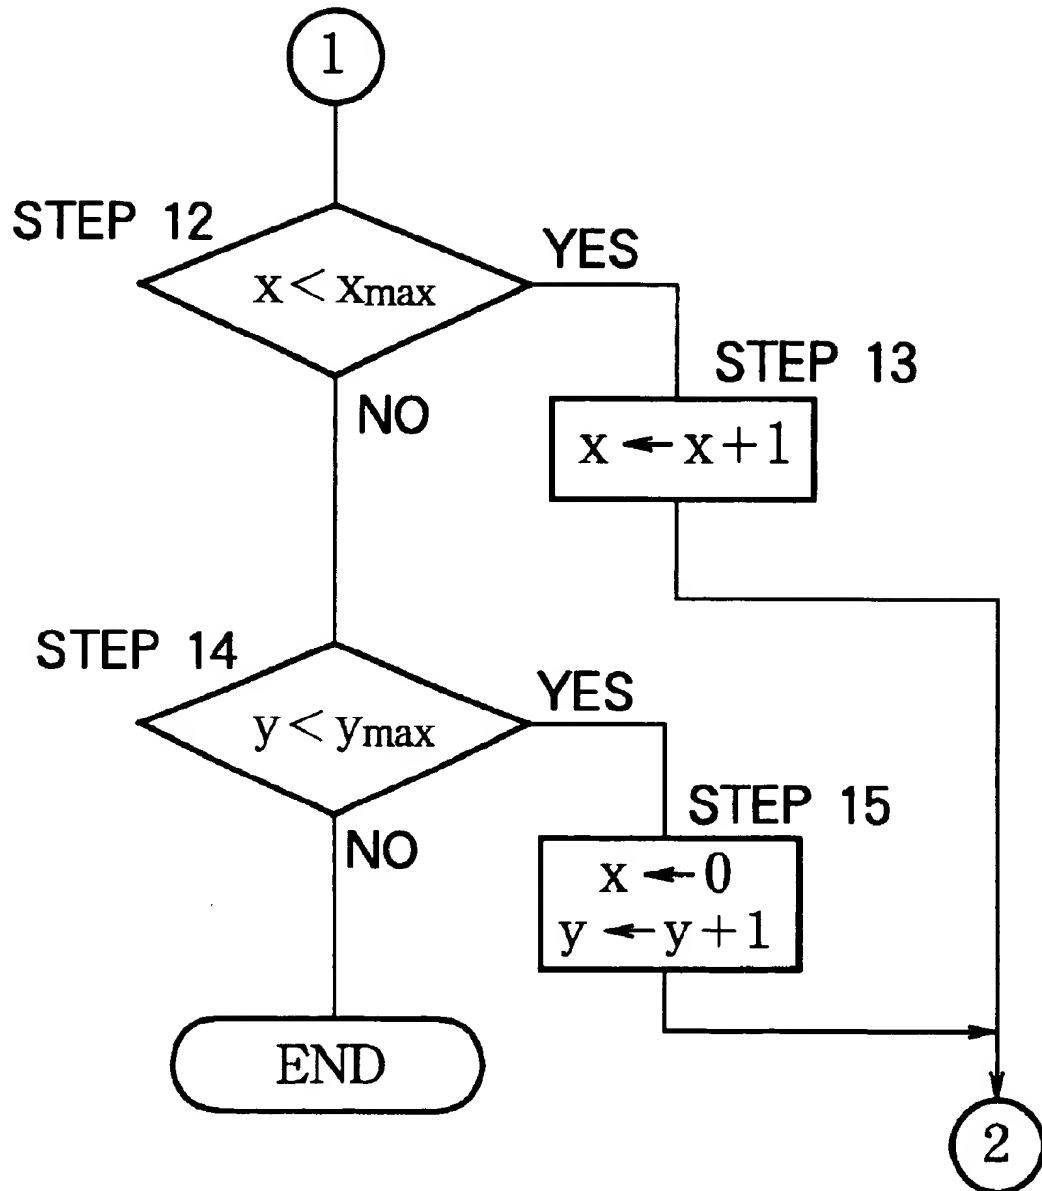 1
STEP 12
YES
x < xmax
STEP 13
NO
x ← x + 1
STEP 14
YES
y < ymax
STEP 15
NO
x ← 0
y ← y + 1
END
2